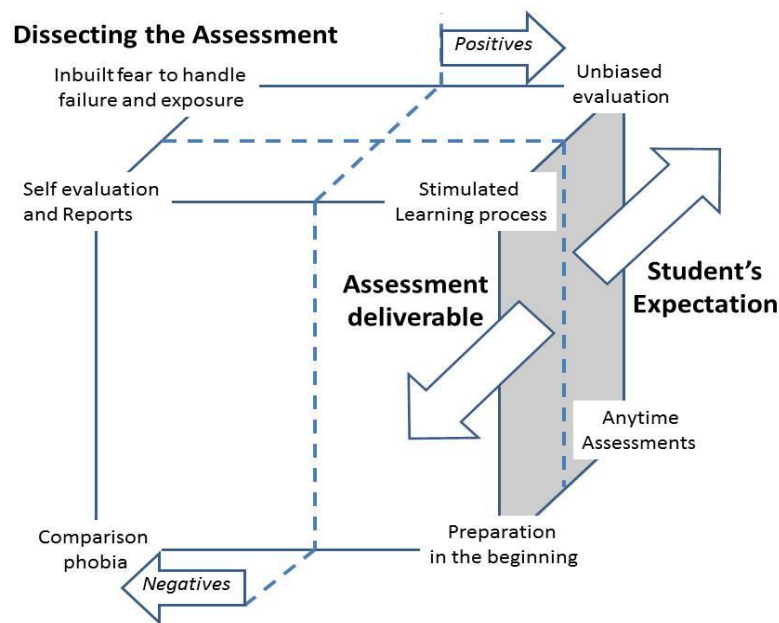 Dissecting the Assessment
Positives
Inbuilt fear to handle
failure and exposure
Unbiased
evaluation
Self evaluation
and Reports
Stimulated
Learning process
Assessment
deliverable
Student's
Expectation
Anytime
Assessments
Comparison
phobia
Negatives
Preparation
in the beginning